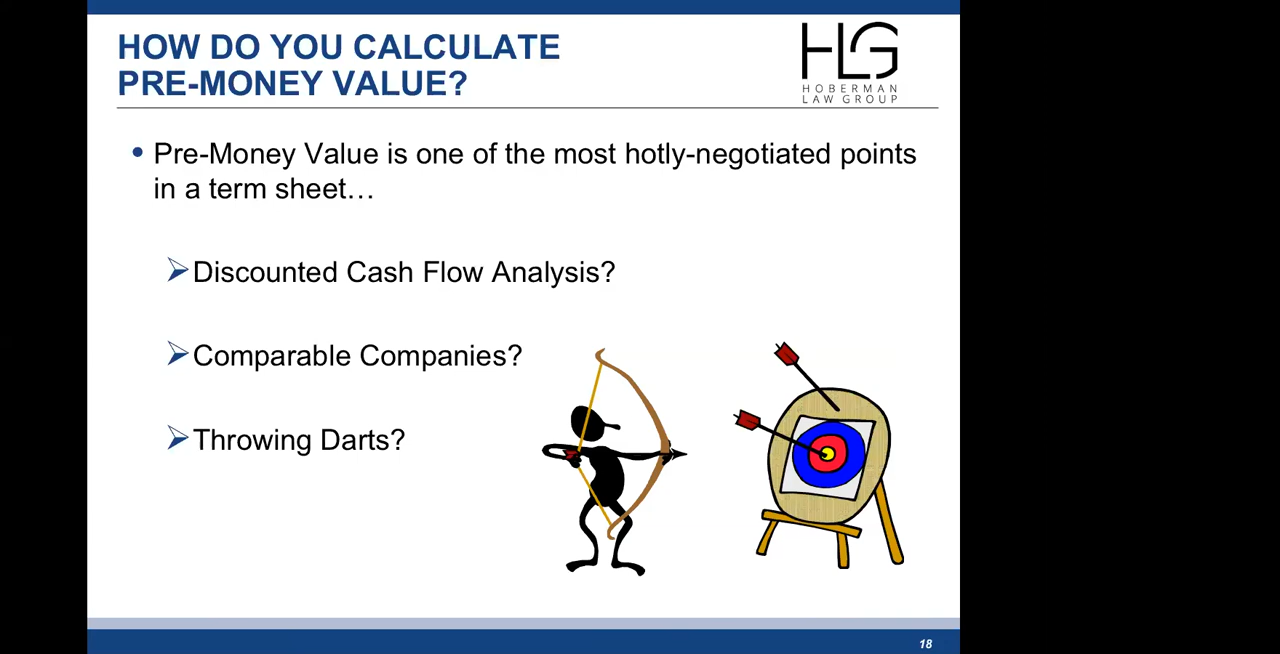 HOW DO YOU CALCULATE
PRE-MONEY VALUE?
HLG
HOBERMAN
LAW GROUP
• Pre-Money Value is one of the most hotly-negotiated points
in a term sheet…
➢Discounted Cash Flow Analysis?
➢Comparable Companies?
➢Throwing Darts?
18